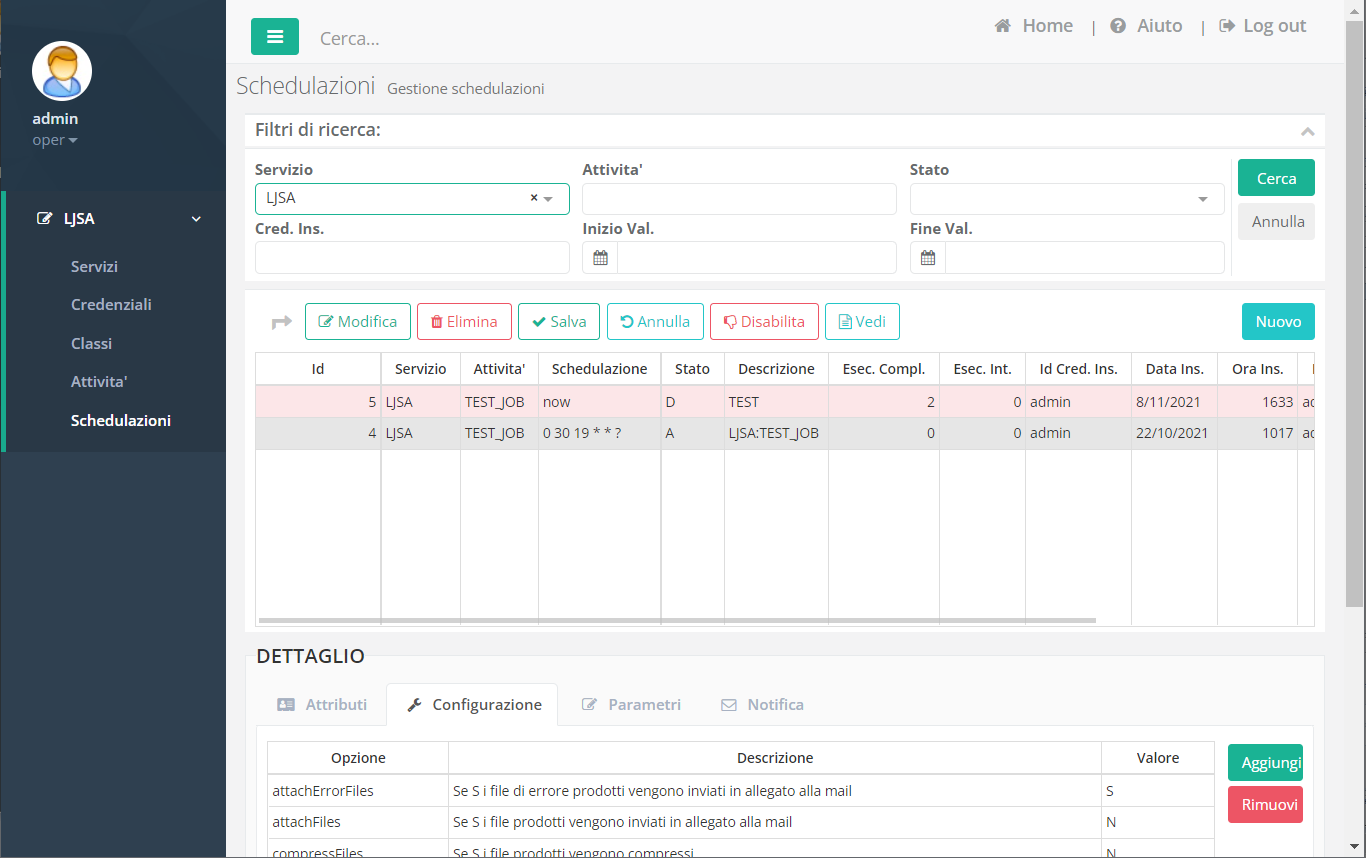 Cerca...
Home | Aiuto | Log out
admin
oper
LJSA
Servizi
Credenziali
Classi
Attivita'
Schedulazioni
Schedulazioni Gestione schedulazioni
Filtri di ricerca:
Servizio Attivita' Stato
LJSA ×
Cerca
Cred. Ins. Inizio Val. Fine Val.
Annulla
Modifica Elimina Salva Annulla Disabilita Vedi Nuovo
Id Servizio Attivita' Schedulazione Stato Descrizione Esec. Compl. Esec. Int. Id Cred. Ins. Data Ins. Ora Ins.
5 LJSA TEST_JOB now D TEST 2 0 admin 8/11/2021 1633
4 LJSA TEST_JOB 0 30 19 * * ? A LJSA:TEST_JOB 0 0 admin 22/10/2021 1017
DETTAGLIO
Attributi Configurazione Parametri Notifica
Opzione Descrizione Valore
Aggiungi
attachErrorFiles Se S i file di errore prodotti vengono inviati in allegato alla mail S
Rimuovi
attachFiles Se S i file prodotti vengono inviati in allegato alla mail N
compressFiles Se S i file prodotti vengono compressi N